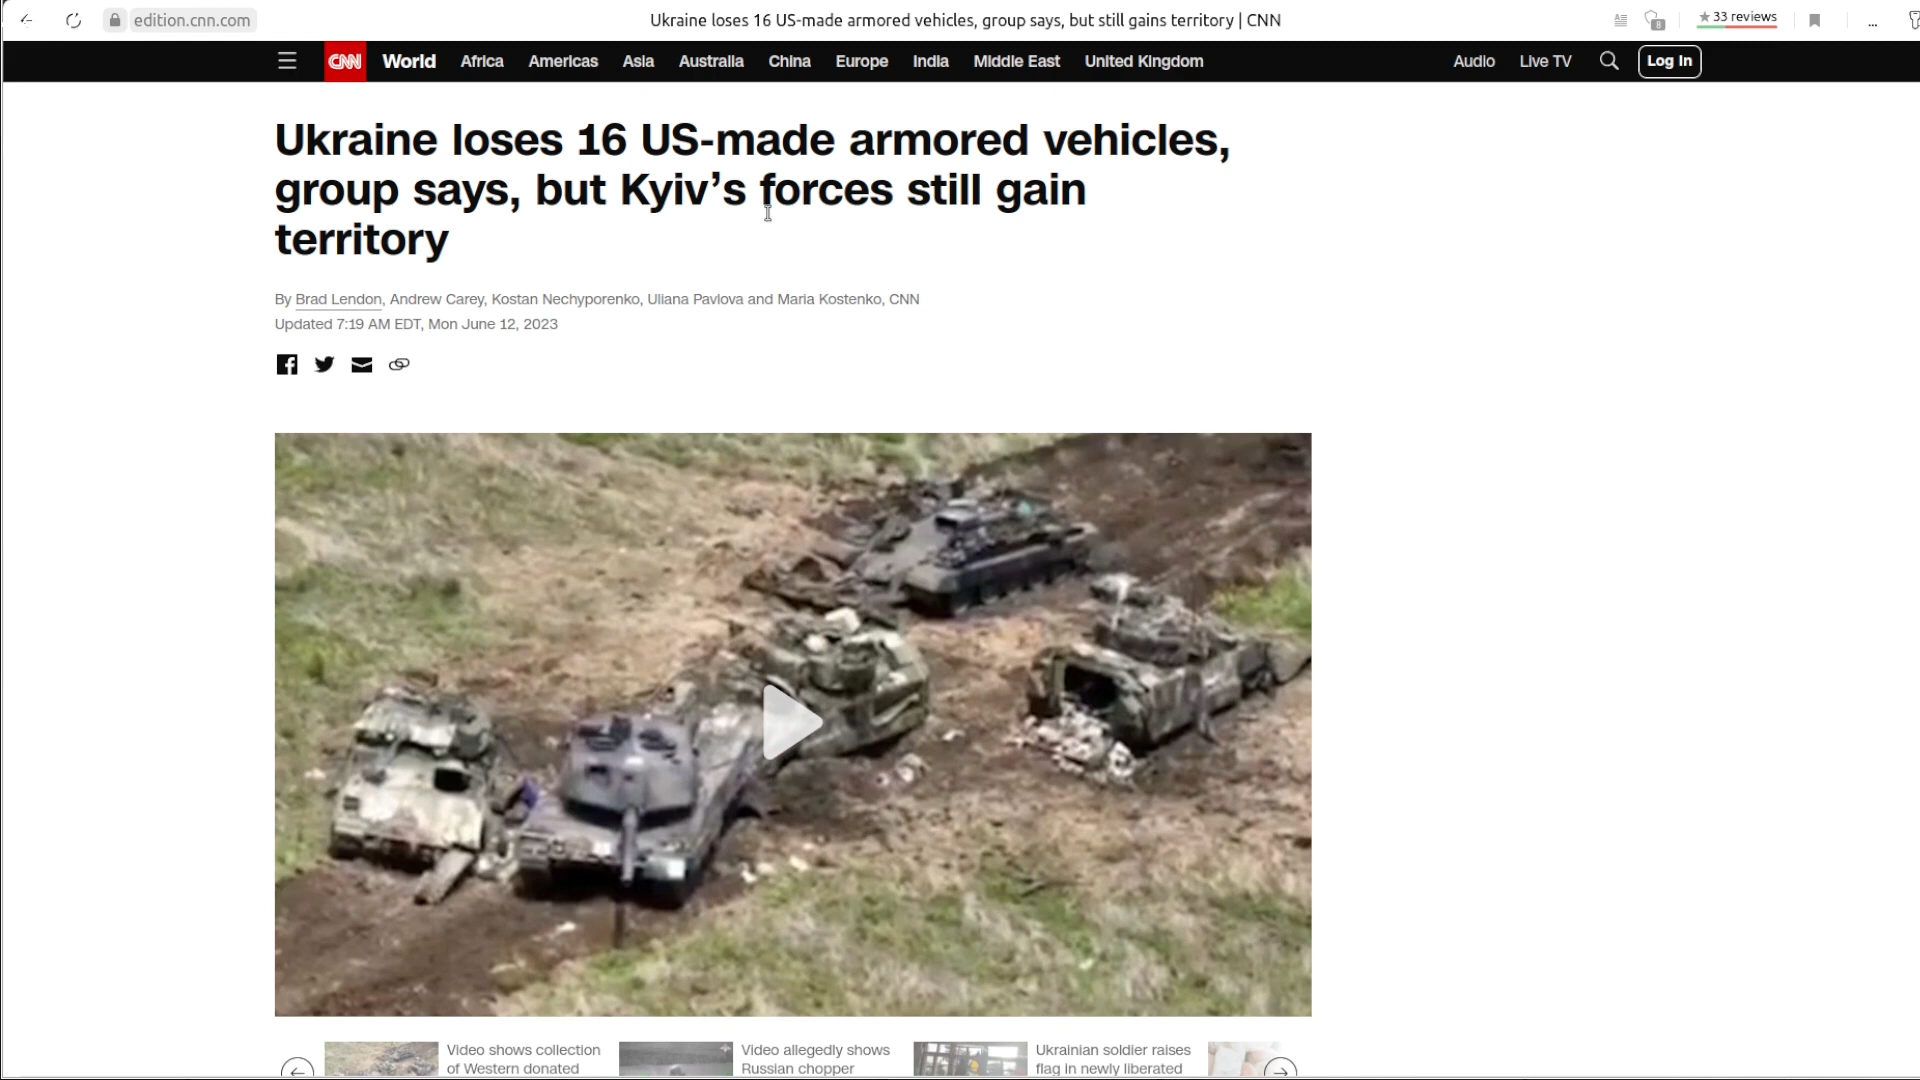 edition.cnn.com
Ukraine loses 16 US-made armored vehicles, group says, but still gains territory | CNN
★ 33 reviews
...
8
CNN World Africa Americas Asia Australia China Europe India Middle East United Kingdom Audio Live TV Log In
Ukraine loses 16 US-made armored vehicles,
group says, but Kyiv’s forces still gain
territory
By Brad Lendon, Andrew Carey, Kostan Nechyporenko, Uliana Pavlova and Maria Kostenko, CNN
Updated 7:19 AM EDT, Mon June 12, 2023
Video shows collection
of Western donated
Video allegedly shows
Russian chopper
Ukrainian soldier raises
flag in newly liberated